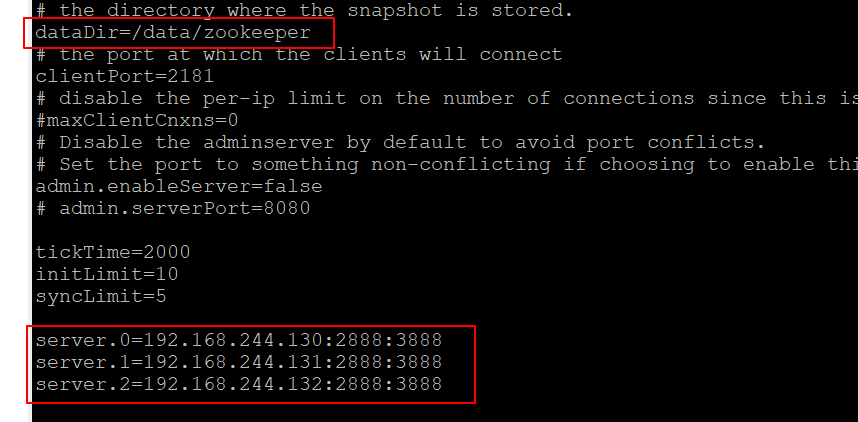 # the directory where the snapshot is stored.
dataDir=/data/zookeeper
# the port at which the clients will connect
clientPort=2181
# disable the per-ip limit on the number of connections since this is
#maxClientCnxns=0
# Disable the adminserver by default to avoid port conflicts.
# Set the port to something non-conflicting if choosing to enable thi
admin.enableServer=false
# admin.serverPort=8080
tickTime=2000
initLimit=10
syncLimit=5
server.0=192.168.244.130:2888:3888
server.1=192.168.244.131:2888:3888
server.2=192.168.244.132:2888:3888